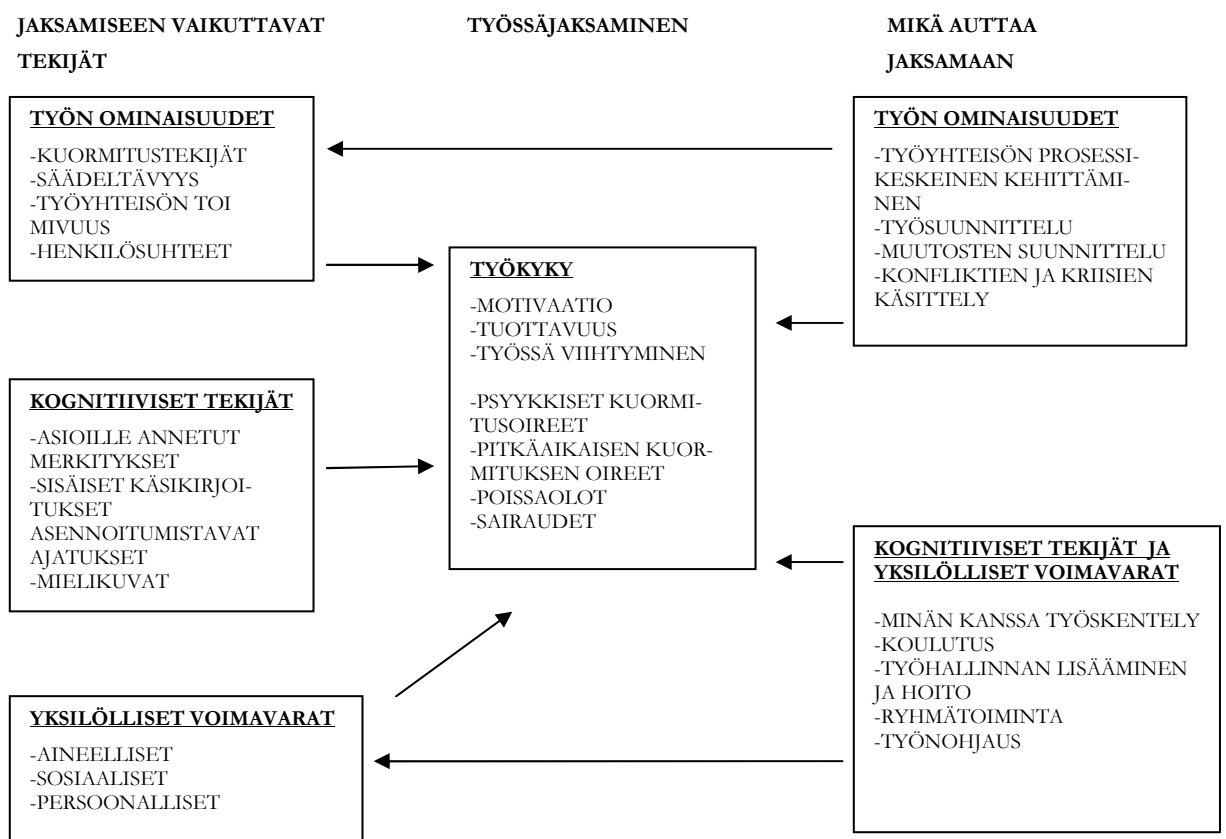 JAKSAMISEEN VAIKUTTAVAT
TEKIJÄT
TYÖSSÄJAKSAMINEN
MIKÄ AUTTAA
JAKSAMAAN
TYÖN OMINAISUUDET
-KUORMITUSTEKIJÄT
-SÄÄDELTÄVYYS
-TYÖYHTEISÖN TOI
MIVUUS
-HENKILÖSUHTEET
KOGNITIIVISET TEKIJÄT
-ASIOILLE ANNETUT
MERKITYKSET
-SISÄISET KÄSIKIRJOI-
TUKSET
ASENNOITUMISTAVAT
AJATUKSET
-MIELIKUVAT
YKSILÖLLISET VOIMAVARAT
-AINEELLISET
-SOSIAALISET
-PERSOONALLISET
TYÖKYKY
-MOTIVAATIO
-TUOTTAVUUS
-TYÖSSÄ VIIHTYMINEN
-PSYYKKISET KUORMI-
TUSOIREET
-PITKÄAIKAISEN KUOR-
MITUKSEN OIREET
-POISSAOLOT
-SAIRAUDET
TYÖN OMINAISUUDET
-TYÖYHTEISÖN PROSESSI-
KESKEINEN KEHITTÄMI-
NEN
-TYÖSUUNNITTELU
-MUUTOSTEN SUUNNITTELU
-KONFLIKTIEN JA KRIISIEN
KÄSITTELY
KOGNITIIVISET TEKIJÄT JA
YKSILÖLLISET VOIMAVARAT
-MINÄN KANSSA TYÖSKENTELY
-KOULUTUS
-TYÖHALLINNAN LISÄÄMINEN
JA HOITO
-RYHMÄTOIMINTA
-TYÖNOHJAUS